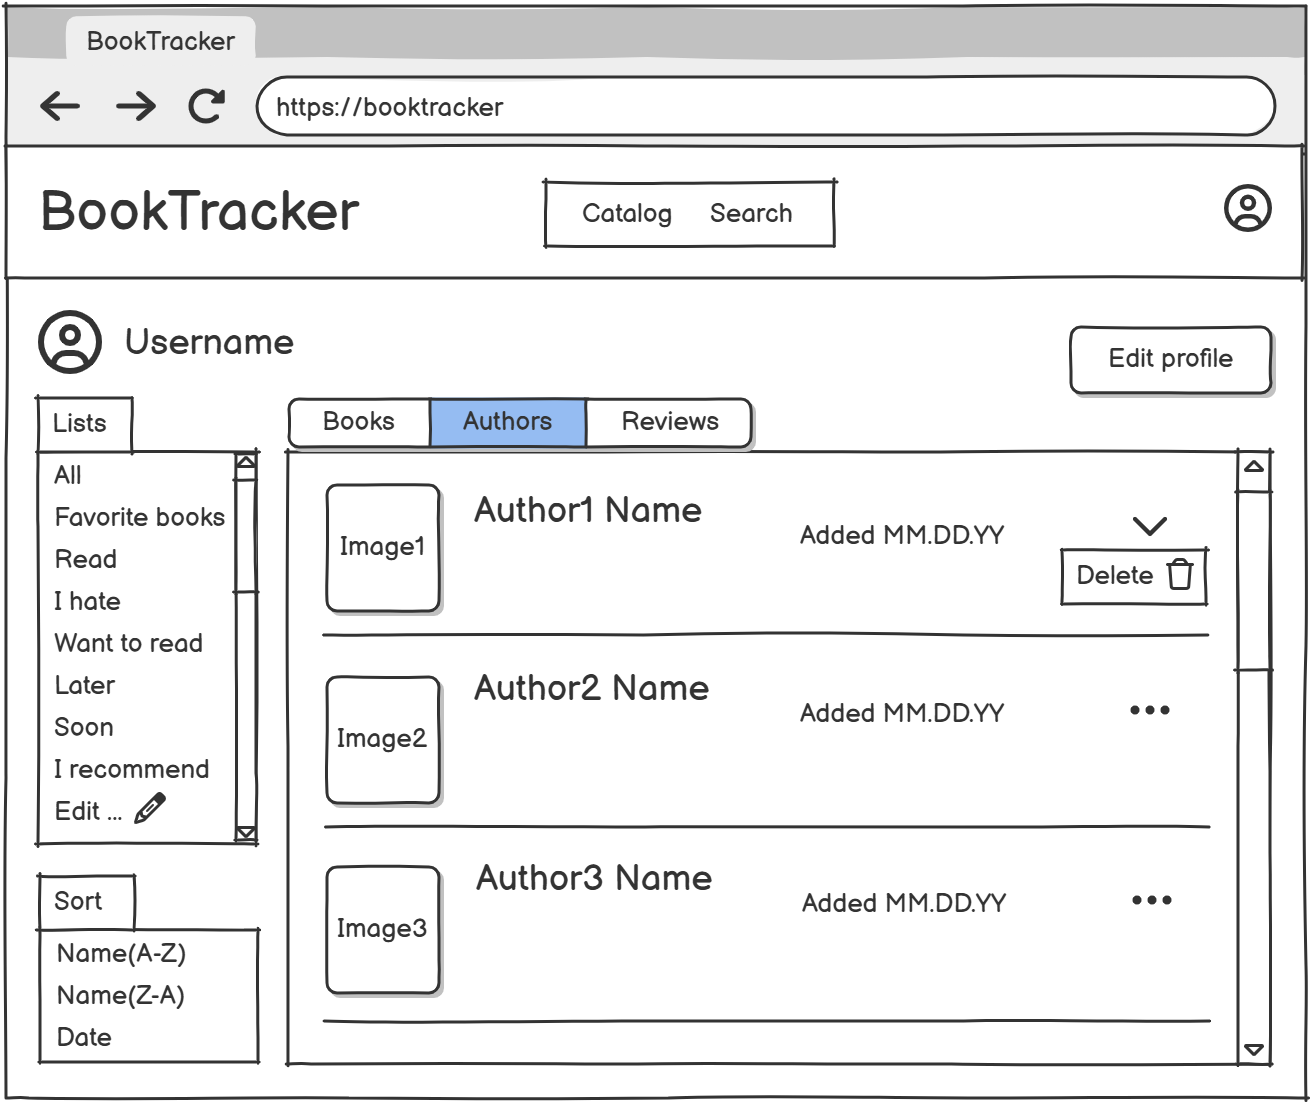 BookTracker
https://booktracker
BookTracker
Catalog Search
Username
Edit profile
Lists
All
Favorite books
Read
I hate
Want to read
Later
Soon
I recommend
Edit ...
Sort
Name(A-Z)
Name(Z-A)
Date
Books Authors Reviews
Image1
Author1 Name
Added MM.DD.YY
Delete
Image2
Author2 Name
Added MM.DD.YY
Image3
Author3 Name
Added MM.DD.YY